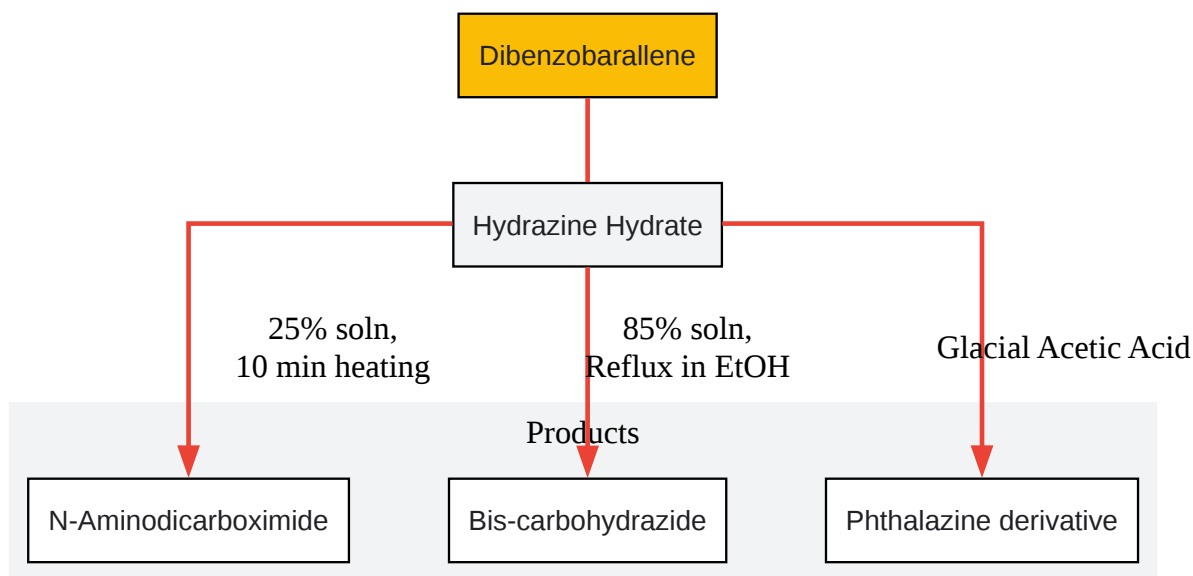 Dibenzobarallene
Hydrazine Hydrate
25% soln,
10 min heating
85% soln,
Reflux in EtOH
Glacial Acetic Acid
Products
N-Aminodicarboximide
Bis-carbohydrazide
Phthalazine derivative